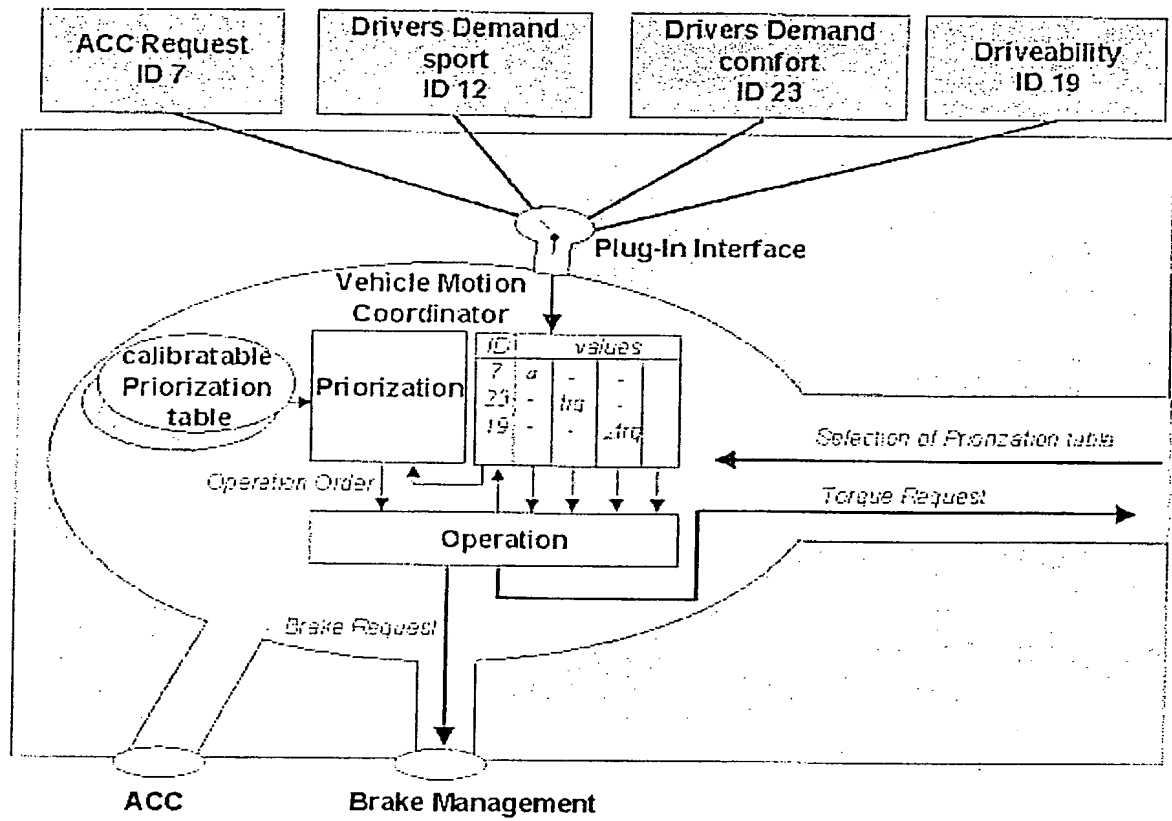 ACC Request
ID 7
Drivers Demand
sport
ID 12
Drivers Demand
comfort
ID 23
Driveability
ID 19
Plug-In Interface
Vehicle Motion
Coordinator
calibratable
Priorization
table
Priorization
ID values
7 a - -
23 - trq -
19 - -
Selection of Priorization table
Operation Order
Torque Request
Operation
Brake Request
ACC
Brake Management